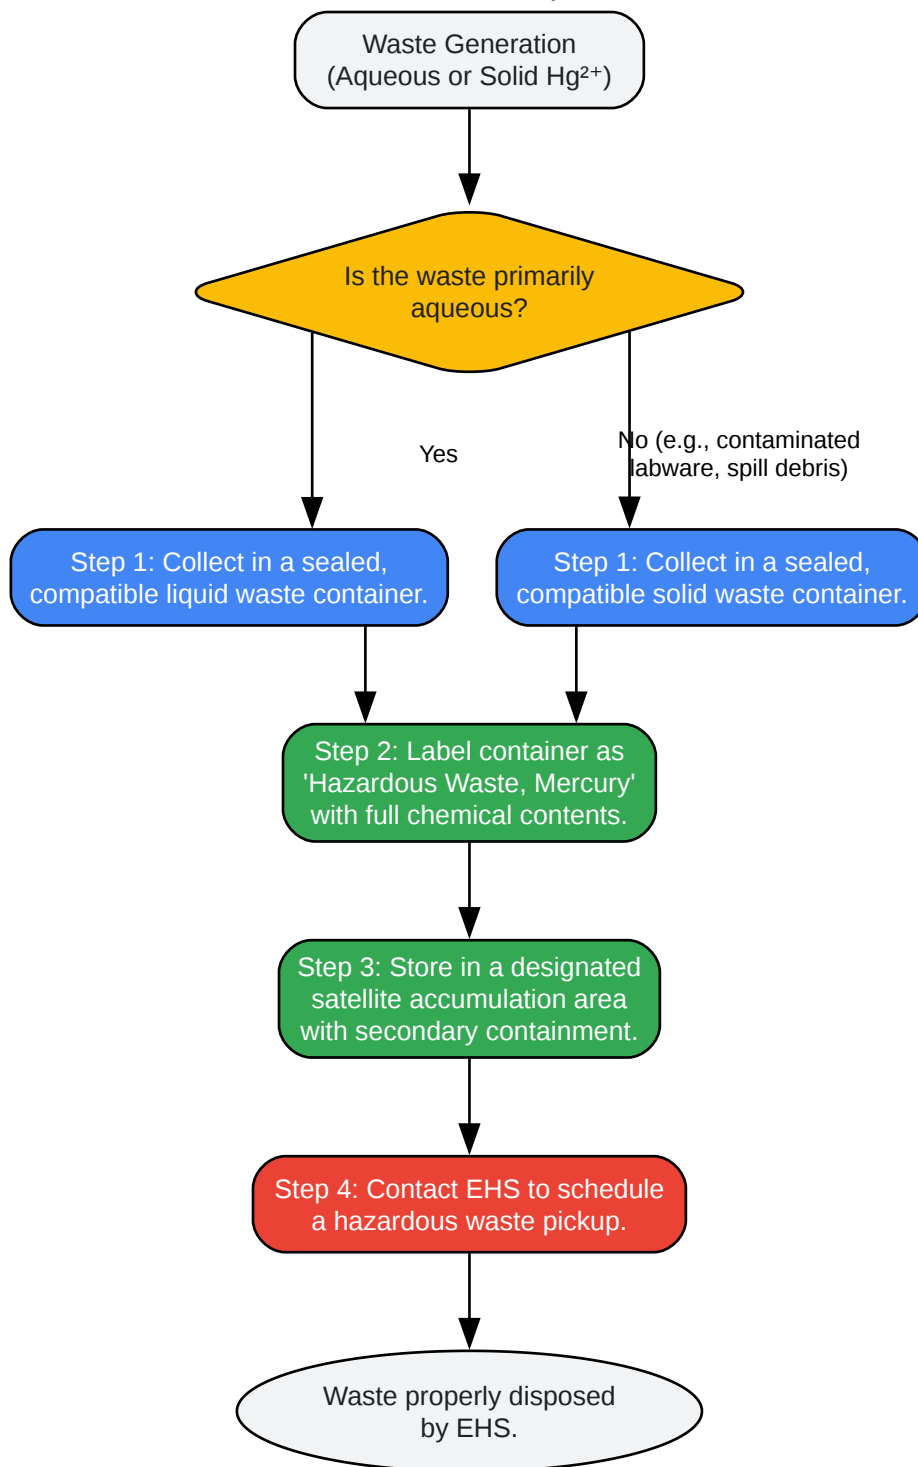 Waste Generation
(Aqueous or Solid Hg²⁺)
Is the waste primarily
aqueous?
Yes
No (e.g., contaminated
labware, spill debris)
Step 1: Collect in a sealed,
compatible liquid waste container.
Step 1: Collect in a sealed,
compatible solid waste container.
Step 2: Label container as
'Hazardous Waste, Mercury'
with full chemical contents.
Step 3: Store in a designated
satellite accumulation area
with secondary containment.
Step 4: Contact EHS to schedule
a hazardous waste pickup.
Waste properly disposed
by EHS.